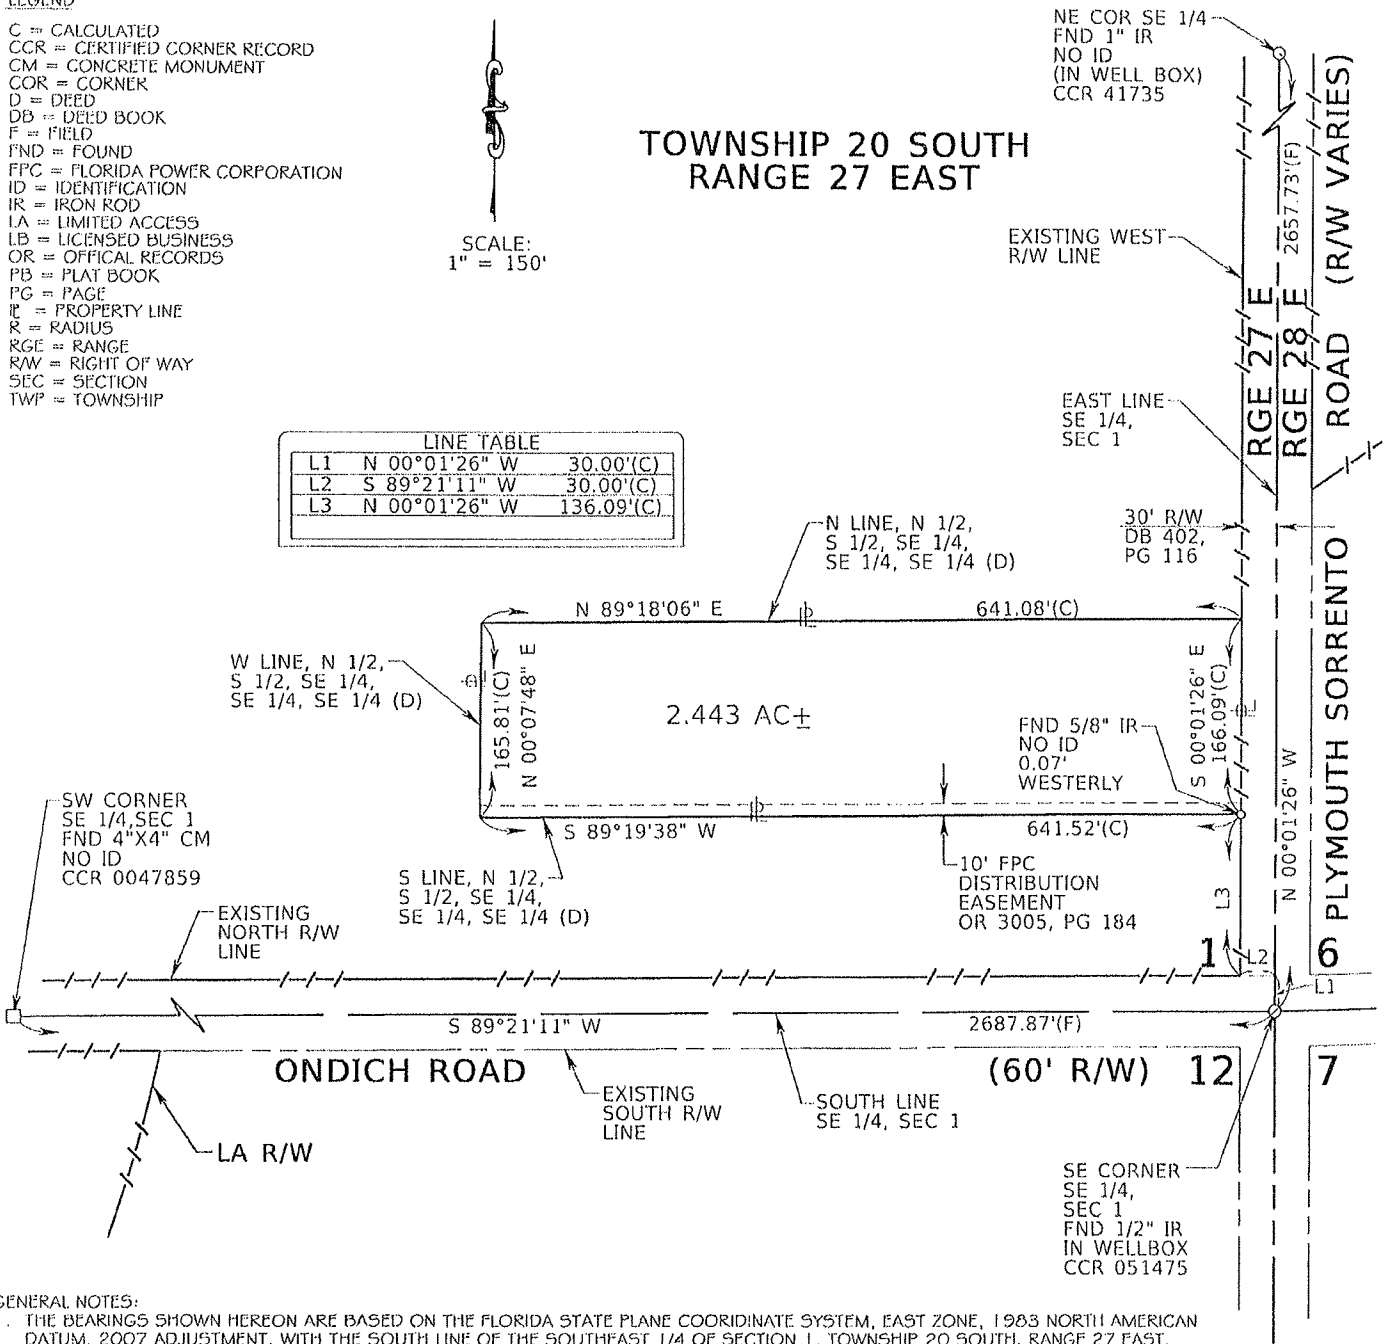 LEGEND
C = CALCULATED
CCR = CERTIFIED CORNER RECORD
CM = CONCRETE MONUMENT
COR = CORNER
D = DEED
DB = DEED BOOK
F = FIELD
FND = FOUND
FPC = FLORIDA POWER CORPORATION
ID = IDENTIFICATION
IR = IRON ROD
LA = LIMITED ACCESS
LB = LICENSED BUSINESS
OR = OFFICAL RECORDS
PB = PLAT BOOK
PG = PAGE
PL = PROPERTY LINE
R = RADIUS
RGE = RANGE
R/W = RIGHT OF WAY
SEC = SECTION
TWP = TOWNSHIP
SCALE:
1" = 150'
TOWNSHIP 20 SOUTH
RANGE 27 EAST
NE COR SE 1/4
FND 1" IR
NO ID
(IN WELL BOX)
CCR 41735
2657.73'(F)
EXISTING WEST
R/W LINE
RGE 27 E
RGE 28 E
PLYMOUTH SORRENTO ROAD (R/W VARIES)
EAST LINE
SE 1/4,
SEC 1
LINE TABLE
L1 N 00°01'26" W 30.00'(C)
L2 S 89°21'11" W 30.00'(C)
L3 N 00°01'26" W 136.09'(C)
30' R/W
DB 402,
PG 116
N LINE, N 1/2,
S 1/2, SE 1/4,
SE 1/4, SE 1/4 (D)
N 89°18'06" E 641.08'(C)
W LINE, N 1/2,
S 1/2, SE 1/4,
SE 1/4, SE 1/4 (D)
165.81'(C)
N 00°07'48" E
2.443 AC±
FND 5/8" IR
NO ID
0.07'
WESTERLY
S 00°01'26" E
166.09'(C)
N 00°01'26" W
S 89°19'38" W 641.52'(C)
SW CORNER
SE 1/4,SEC 1
FND 4"X4" CM
NO ID
CCR 0047859
S LINE, N 1/2,
S 1/2, SE 1/4,
SE 1/4, SE 1/4 (D)
10' FPC
DISTRIBUTION
EASEMENT
OR 3005, PG 184
L3
EXISTING
NORTH R/W
LINE
1
6
L2
L1
S 89°21'11" W 2687.87'(F)
ONDICH ROAD (60' R/W)
12
7
EXISTING
SOUTH R/W
LINE
SOUTH LINE
SE 1/4, SEC 1
LA R/W
SE CORNER
SE 1/4,
SEC 1
FND 1/2" IR
IN WELLBOX
CCR 051475
GENERAL NOTES:
. THE BEARINGS SHOWN HEREON ARE BASED ON THE FLORIDA STATE PLANE COORDINATE SYSTEM, EAST ZONE, 1983 NORTH AMERICAN
DATUM, 2007 ADJUSTMENT, WITH THE SOUTH LINE OF THE SOUTHEAST 1/4 OF SECTION 1, TOWNSHIP 20 SOUTH, RANGE 27 EAST,